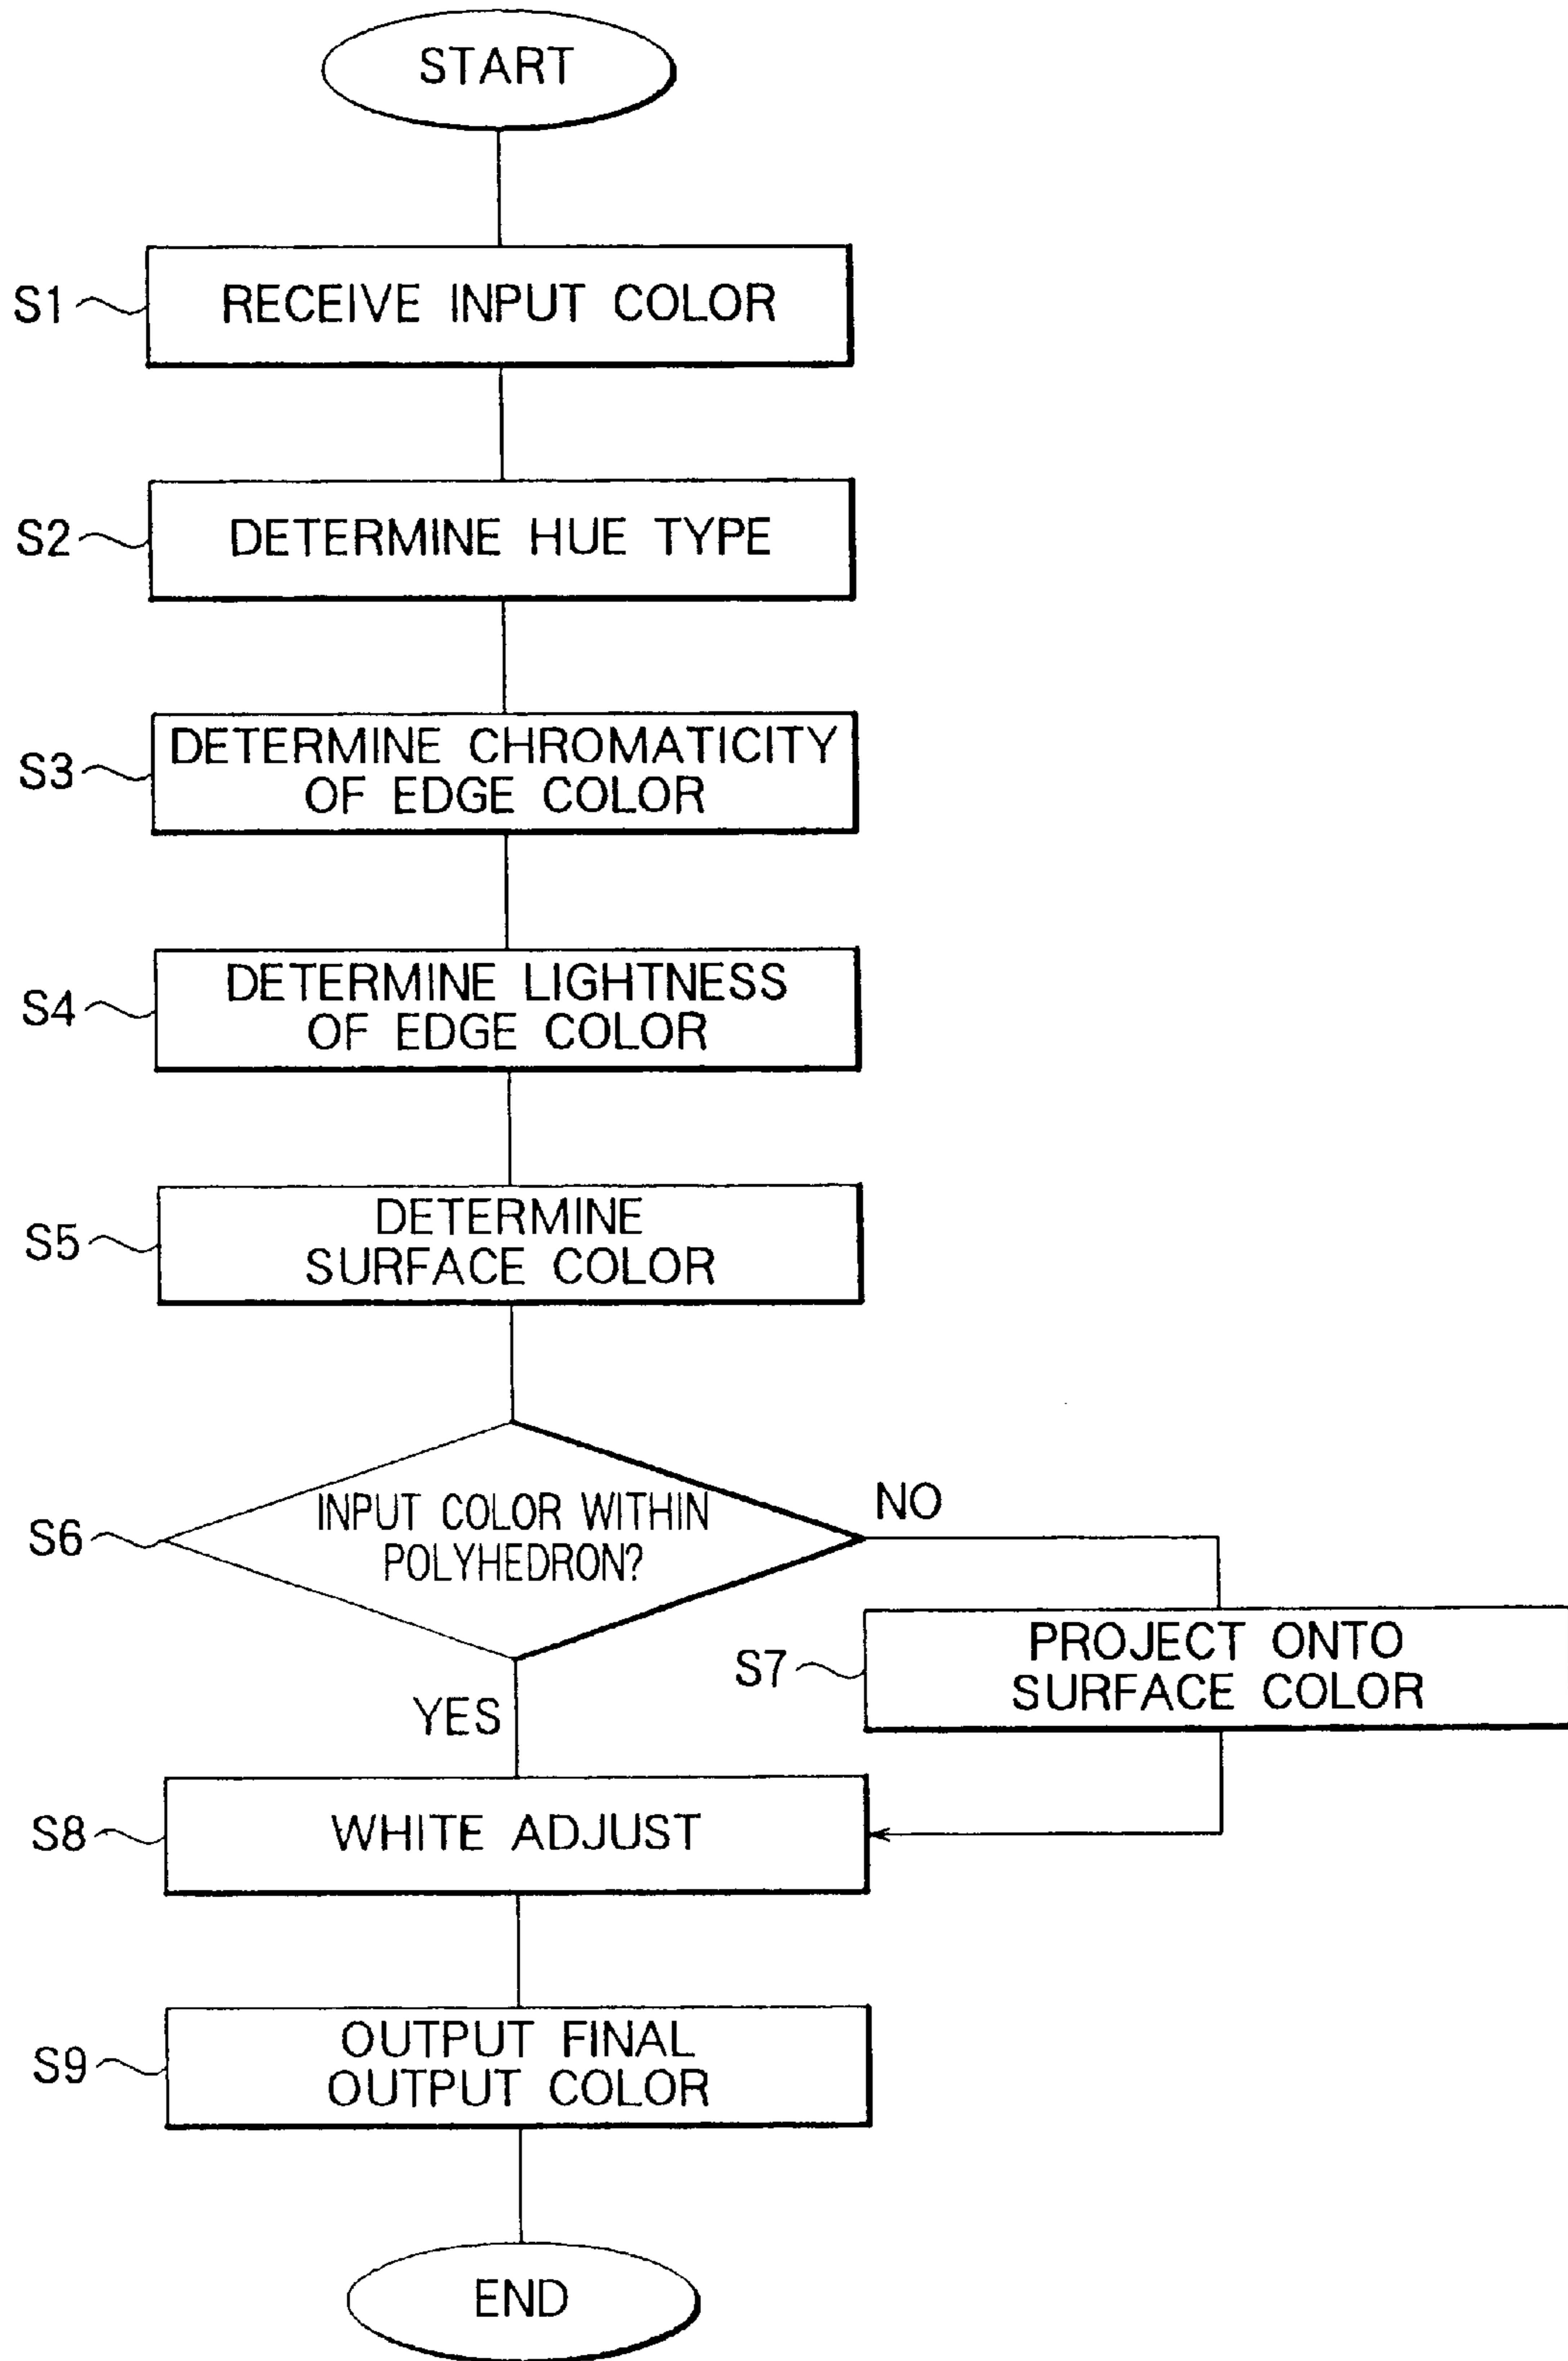 START
S1
RECEIVE INPUT COLOR
S2
DETERMINE HUE TYPE
S3
DETERMINE CHROMATICITY
OF EDGE COLOR
S4
DETERMINE LIGHTNESS
OF EDGE COLOR
S5
DETERMINE
SURFACE COLOR
S6
INPUT COLOR WITHIN
POLYHEDRON?
NO
S7
PROJECT ONTO
SURFACE COLOR
YES
S8
WHITE ADJUST
S9
OUTPUT FINAL
OUTPUT COLOR
END